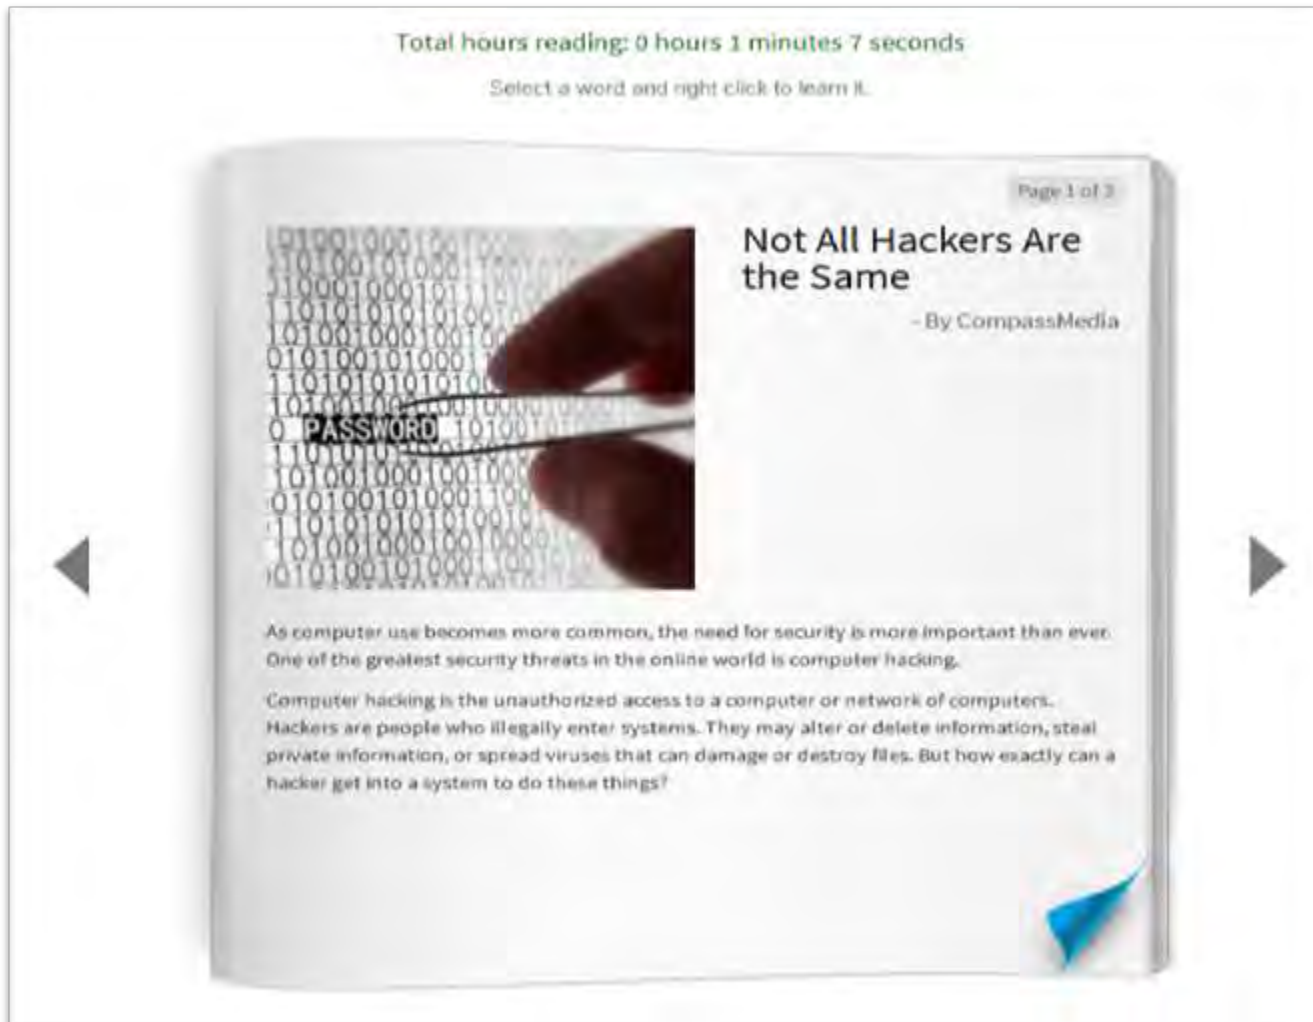 Total hours reading: 0 hours 1 minutes 7 seconds
Select a word and right click to learn it.
Page 1 of 3
Not All Hackers Are
the Same
- By CompassMedia
PASSWORD
As computer use becomes more common, the need for security is more important than ever.
One of the greatest security threats in the online world is computer hacking.
Computer hacking is the unauthorized access to a computer or network of computers.
Hackers are people who illegally enter systems. They may alter or delete information, steal
private information, or spread viruses that can damage or destroy files. But how exactly can a
hacker get into a system to do these things?